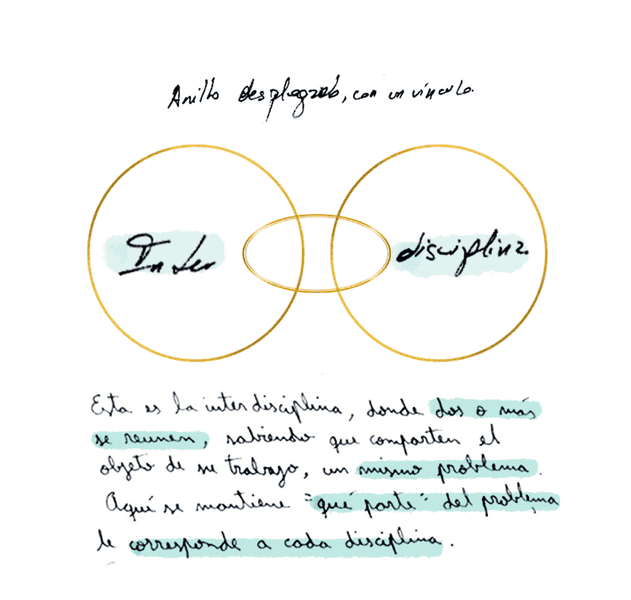 Anillo desplegado, con un vínculo.
Inter
disciplina.
Esta es la interdisciplina, donde dos o más
se reunen, sabiendo que comparten el
objeto de su trabajo, un mismo problema.
Aquí se mantiene "qué parte" del problema
le corresponde a cada disciplina.